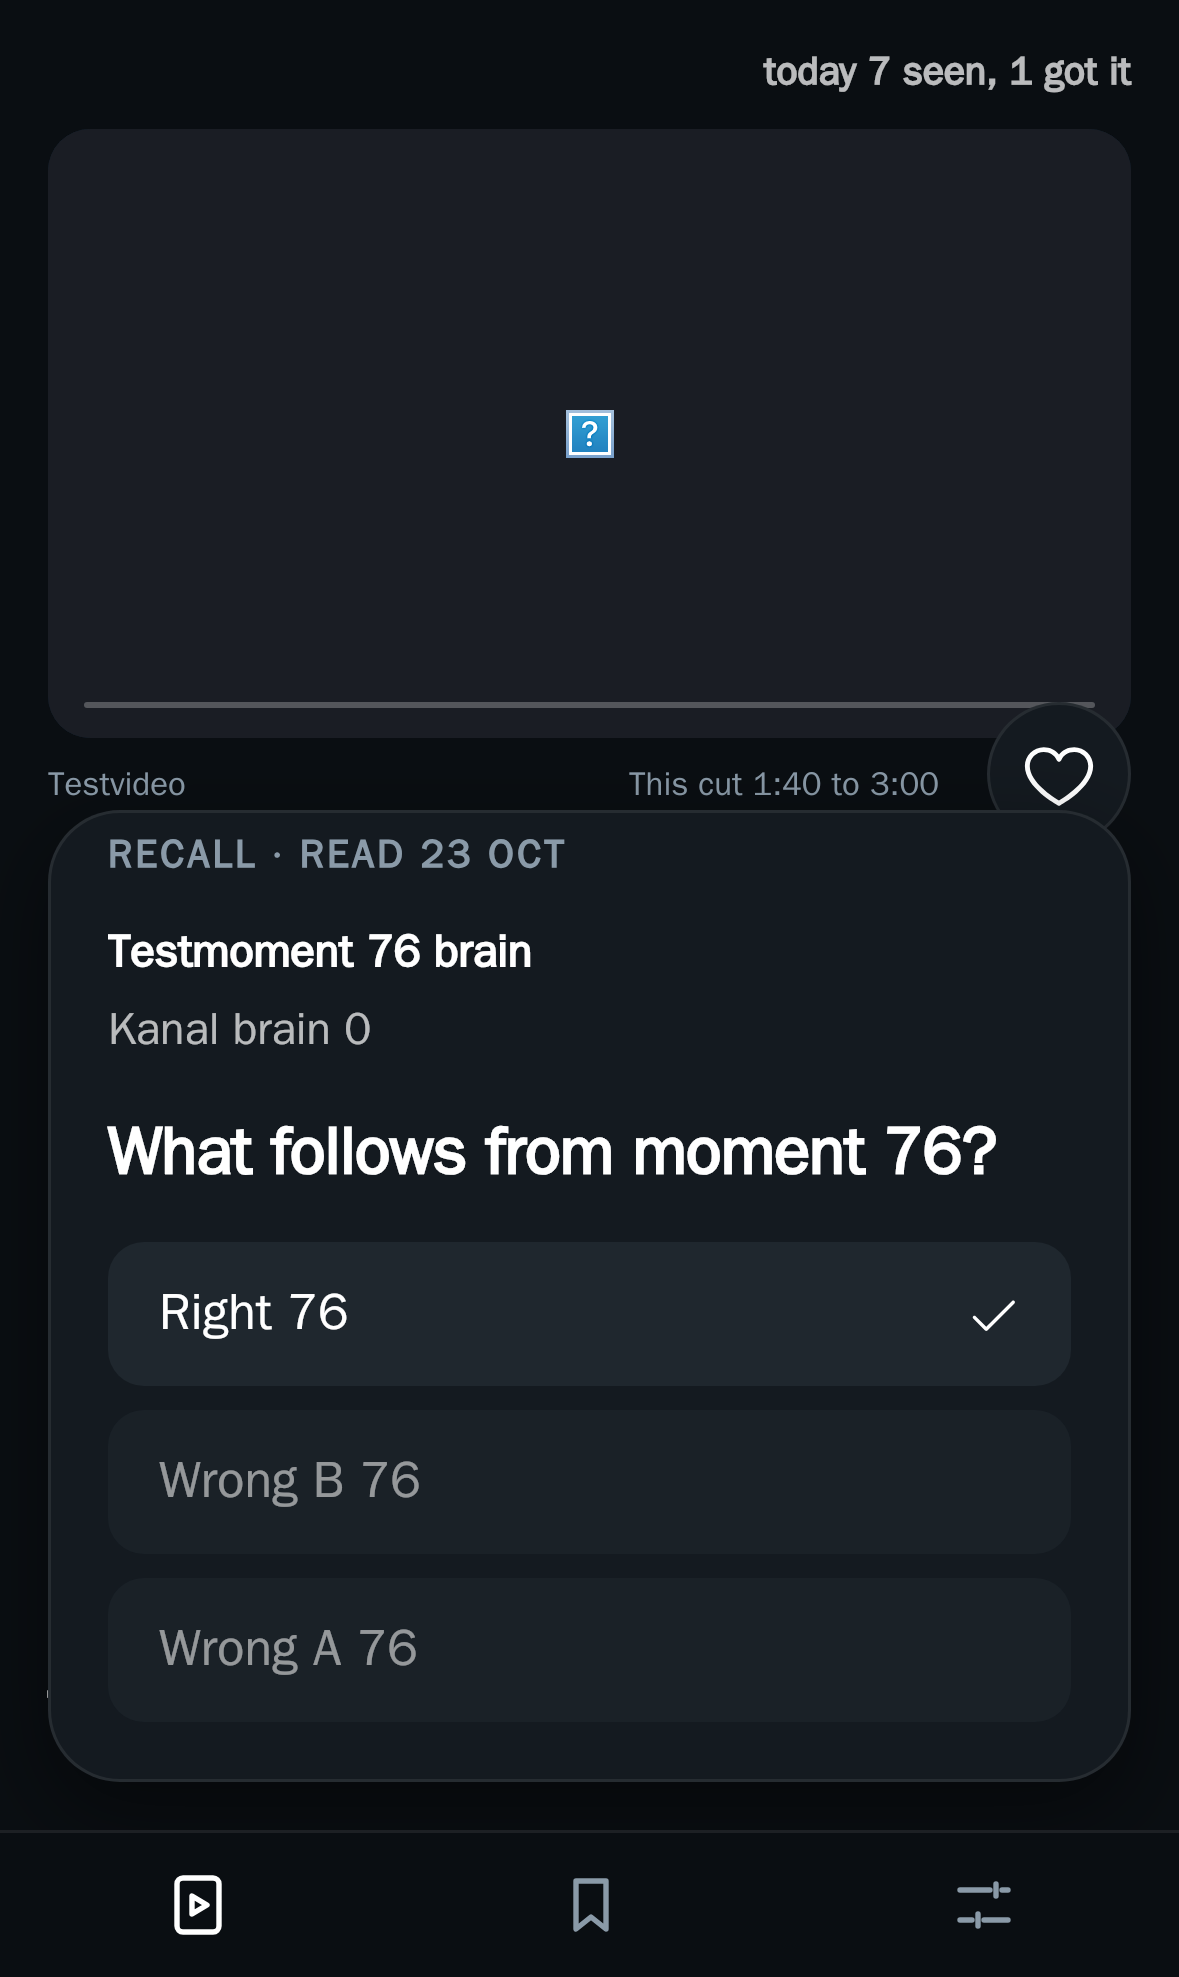 today 7 seen, 1 got it
?
Testvideo
This cut 1:40 to 3:00
RECALL · READ 23 OCT
Testmoment 76 brain
Kanal brain 0
What follows from moment 76?
Right 76
Wrong B 76
Wrong A 76